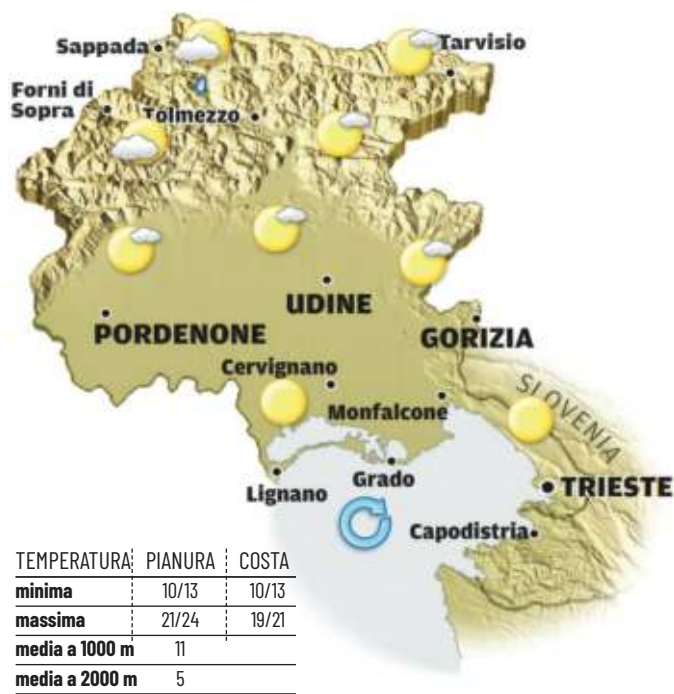 Sappada
Tarvisio
Forni di
Sopra
Tolmezzo
UDINE
PORDENONE
GORIZIA
Cervignano
SLOVENIA
Monfalcone
Lignano
Grado
TRIESTE
Capodistria
TEMPERATURA PIANURA COSTA
minima 10/13 10/13
massima 21/24 19/21
media a 1000 m 11
media a 2000 m 5